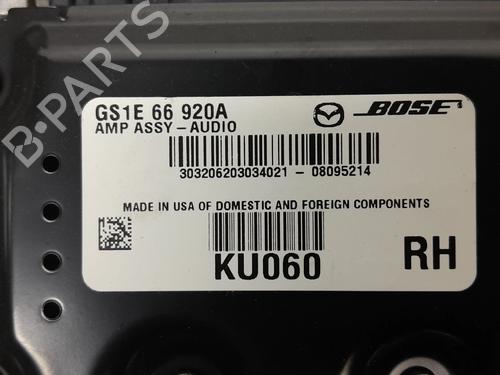 B-PARTS
GS1E 66 920A
AMP ASSY-AUDIO
BOSE
303206203034021 - 08095214
MADE IN USA OF DOMESTIC AND FOREIGN COMPONENTS
KU060
RH